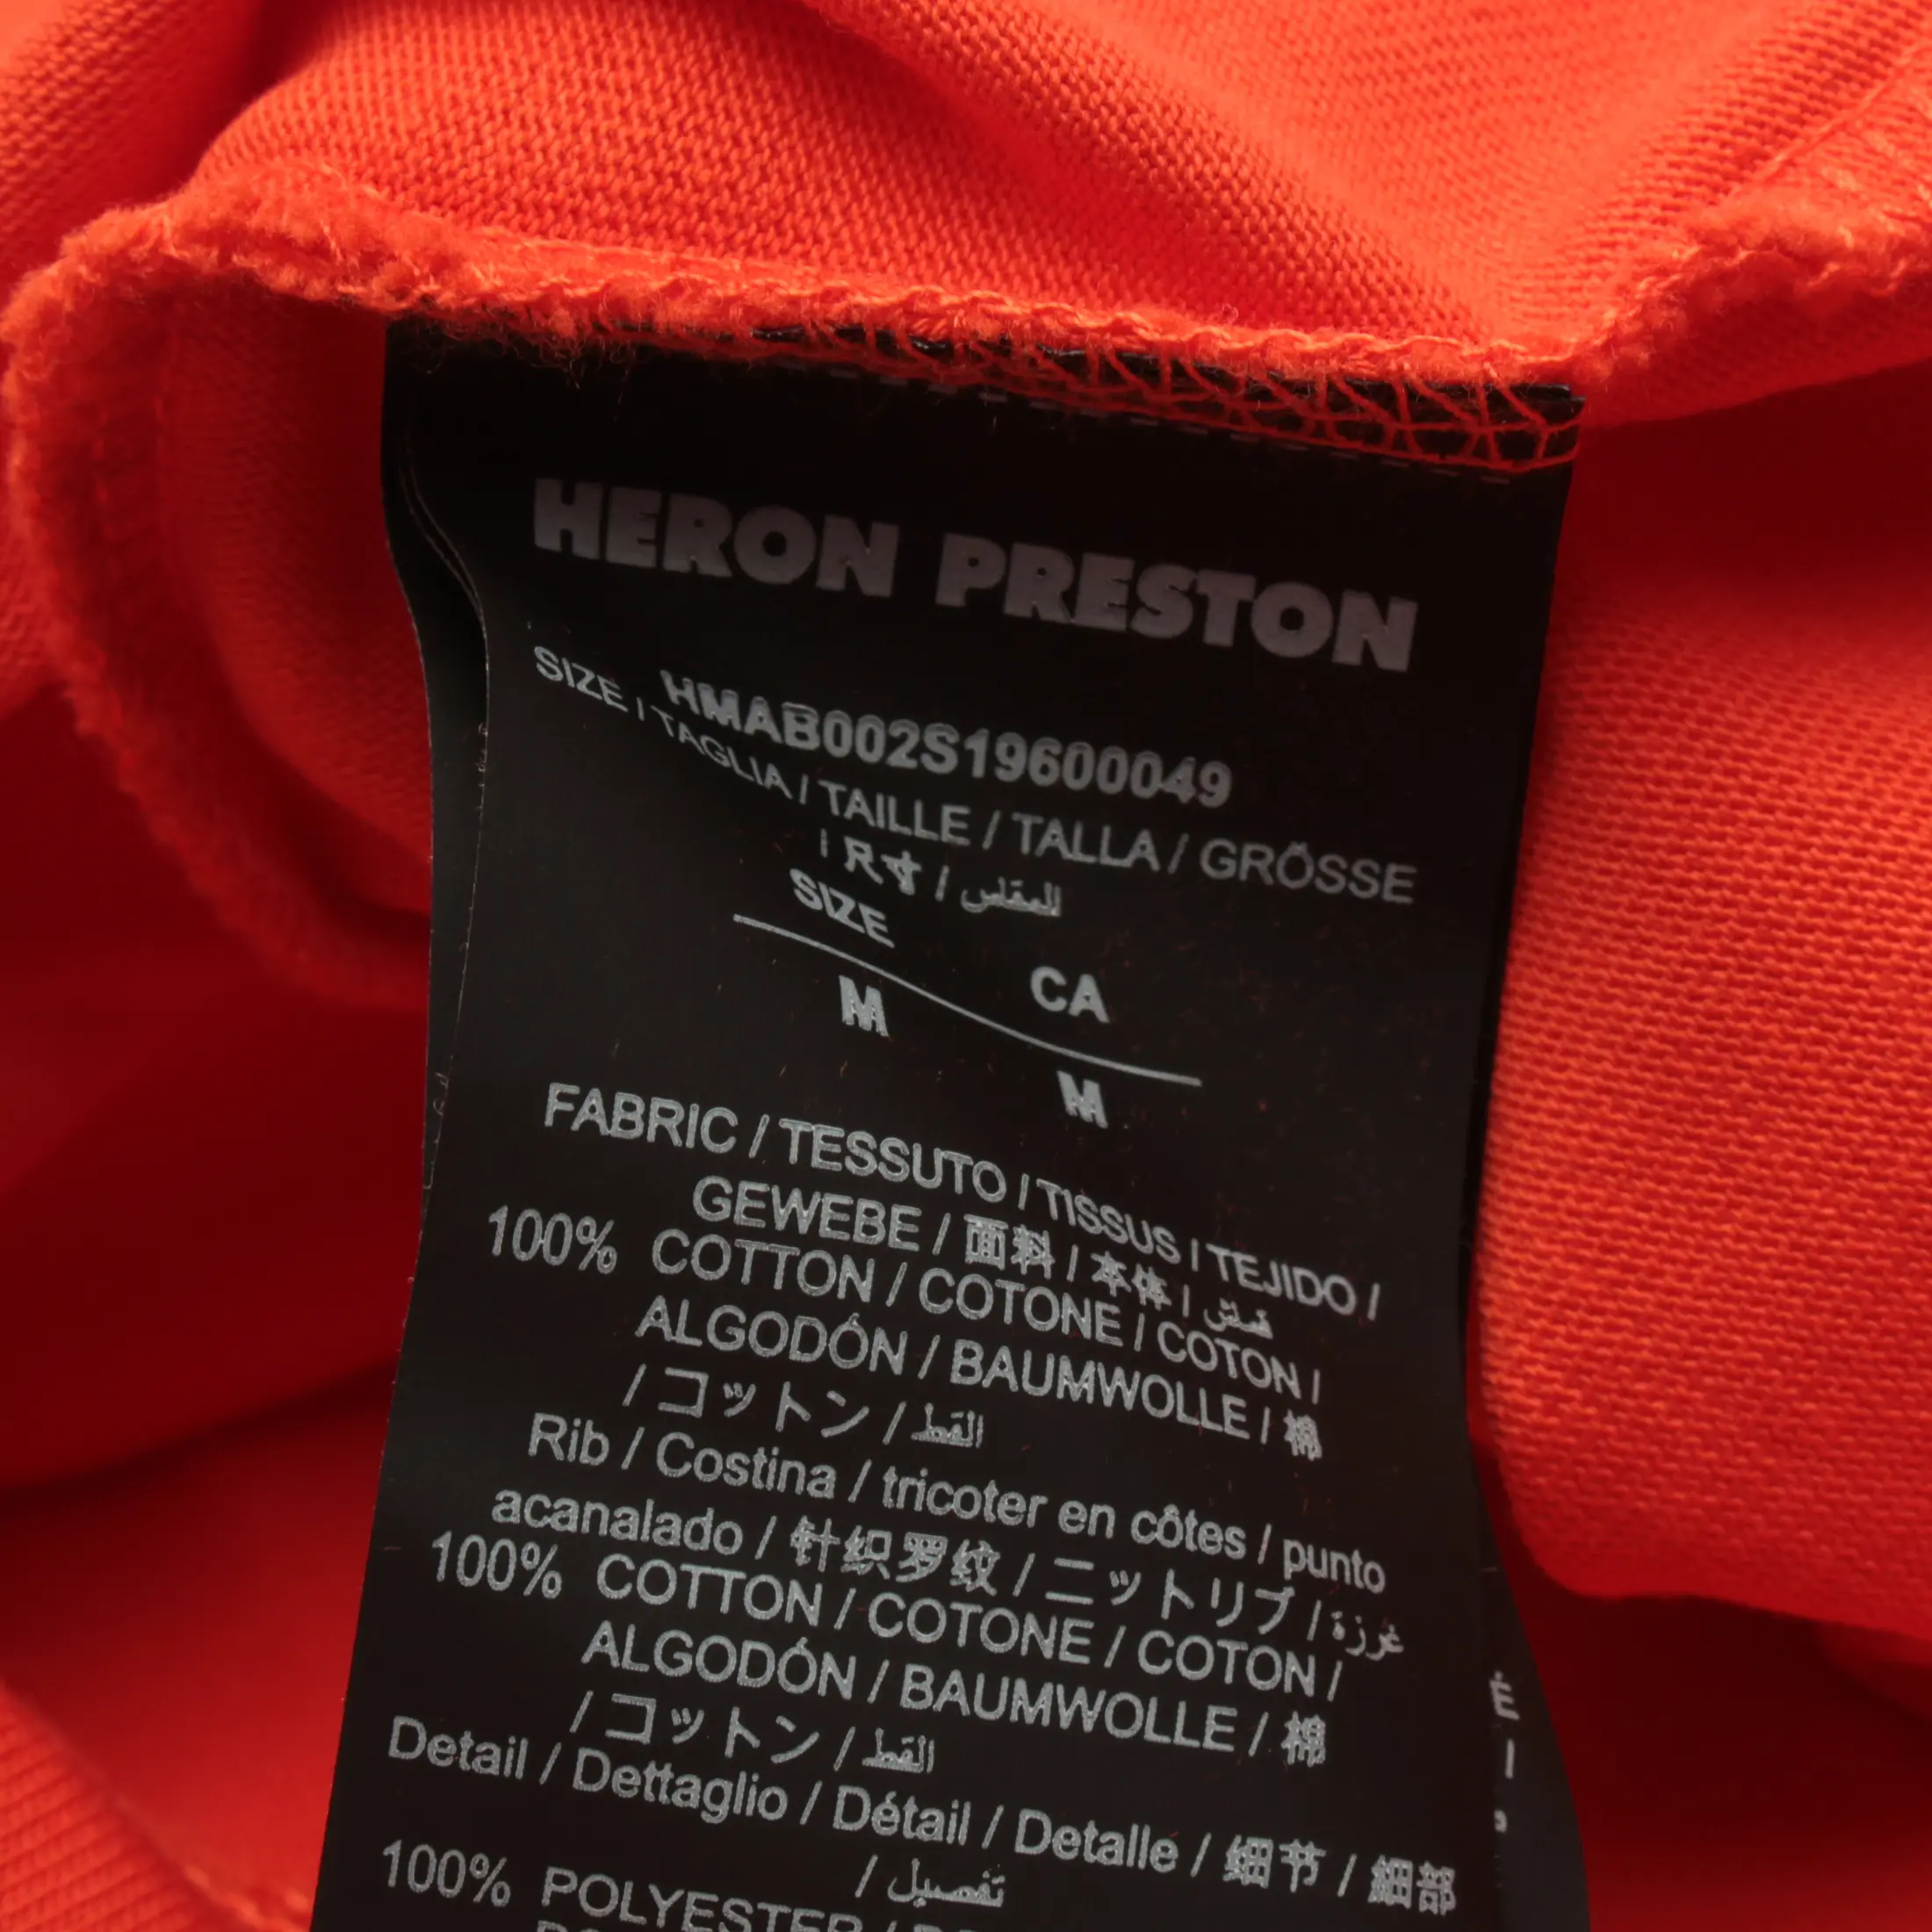 HERON PRESTON
HMAB002S19600049
SIZE / TAGLIA / TAILLE / TALLA / GRÖSSE
/ 尺寸 / المقاس
SIZE CA
M M
FABRIC / TESSUTO / TISSUS / TEJIDO /
GEWEBE / 面料 / 本体 / قماش
100% COTTON / COTONE / COTON /
ALGODÓN / BAUMWOLLE / 棉
/ コットン / القطن
Rib / Costina / tricoter en côtes / punto
acanalado / 针织罗纹 / ニットリブ / غرزة
100% COTTON / COTONE / COTON /
ALGODÓN / BAUMWOLLE / 棉
/ コットン / القطن
Detail / Dettaglio / Détail / Detalle / 细节 / 細部
/ تفصيل
100% POLYESTER /